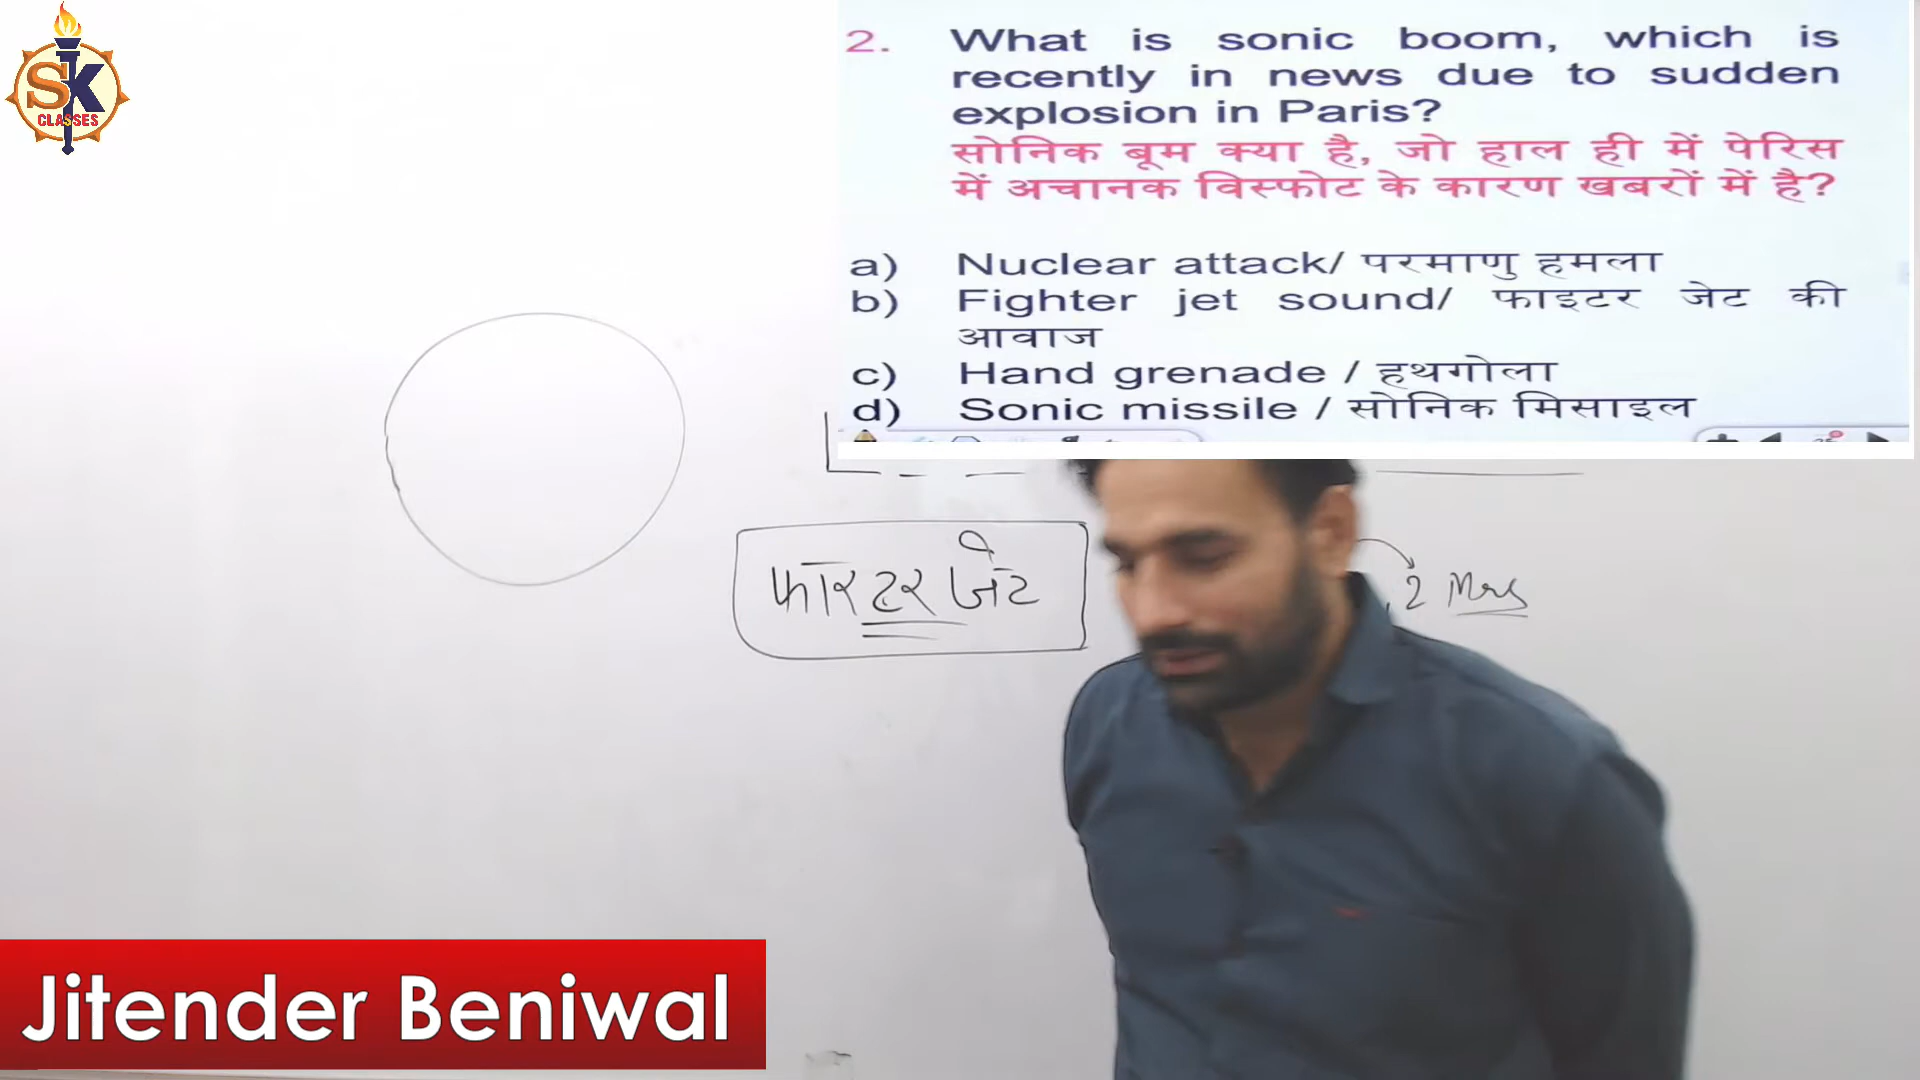 SK
CLASSES
2. What is sonic boom, which is
recently in news due to sudden
explosion in Paris?
सोनिक बूम क्या है, जो हाल ही में पेरिस
में अचानक विस्फोट के कारण खबरों में है?
a) Nuclear attack/ परमाणु हमला
b) Fighter jet sound/ फाइटर जेट की
आवाज
c) Hand grenade / हथगोला
d) Sonic missile / सोनिक मिसाइल
जेट
2
Jitender Beniwal